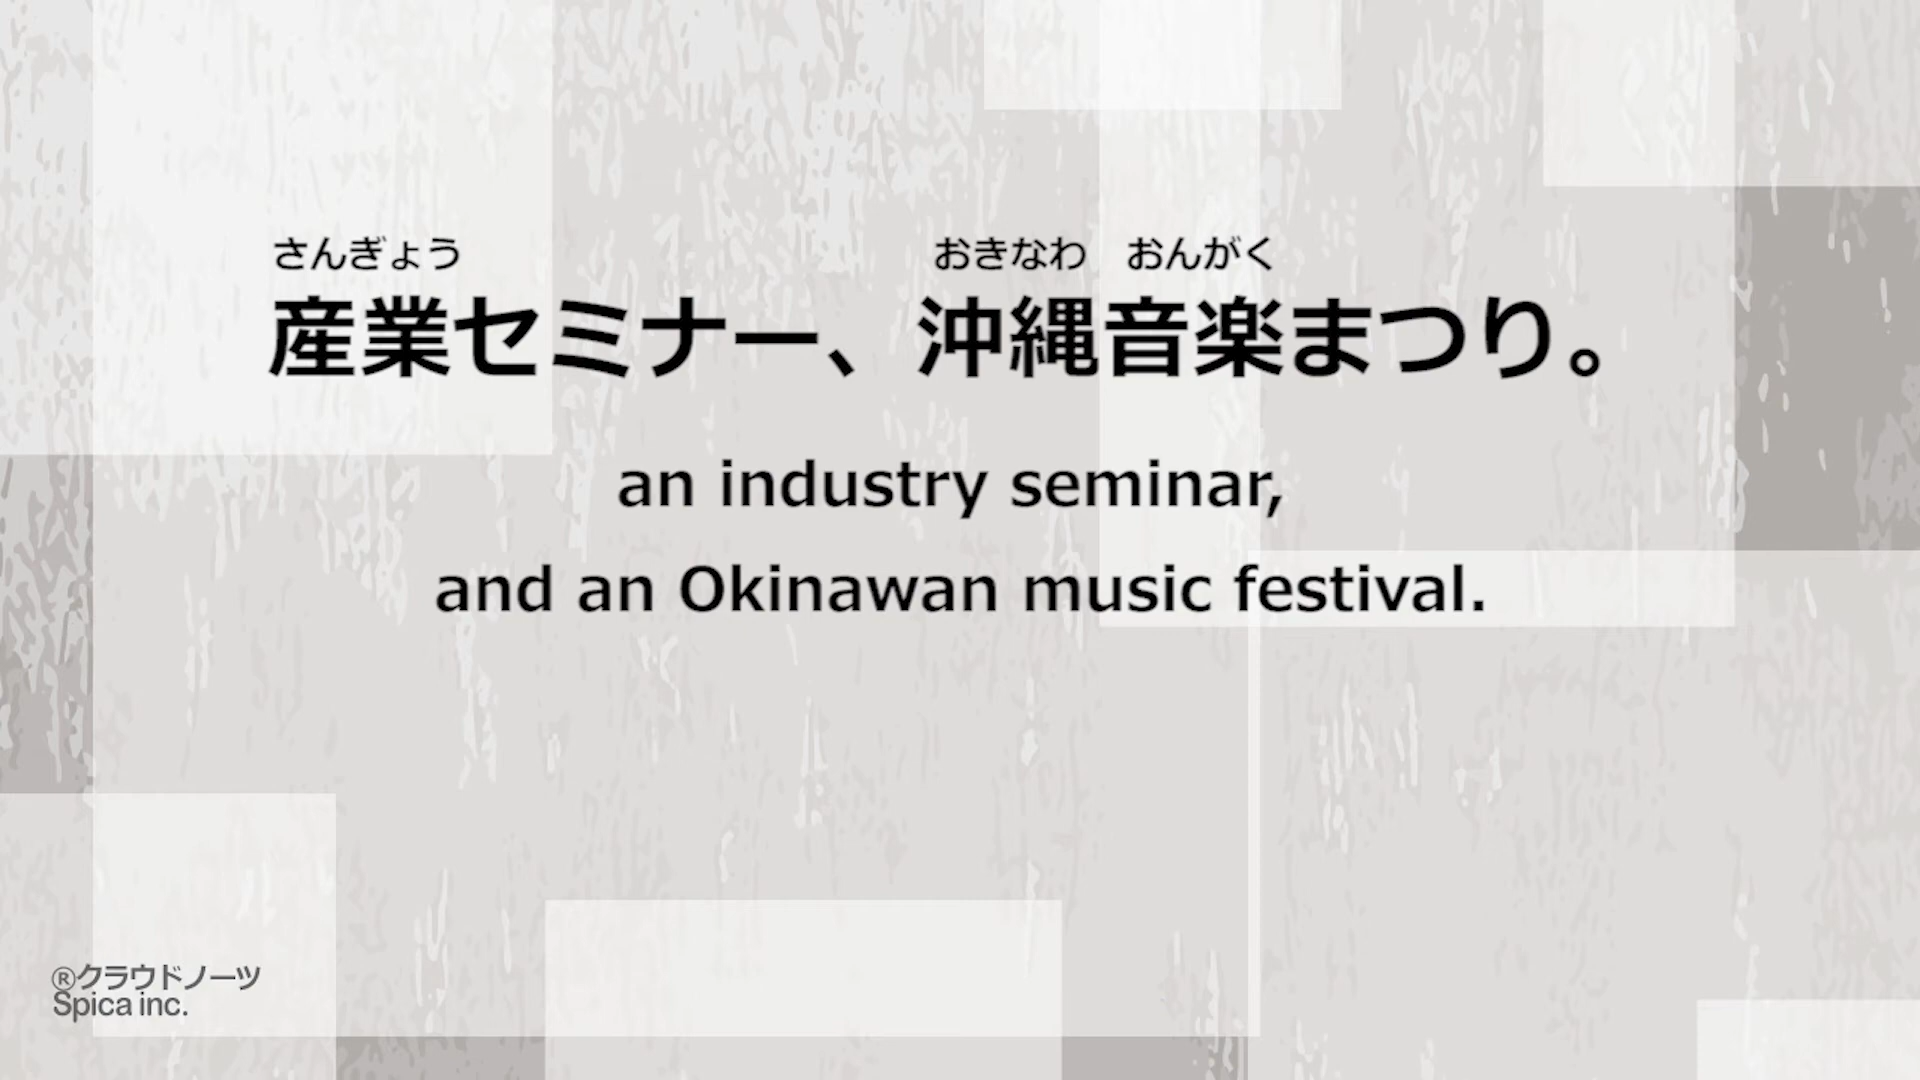 さんぎょう おきなわ おんがく
産業セミナー、沖縄音楽まつり。
an industry seminar,
and an Okinawan music festival.
®クラウドノーツ
Spica inc.